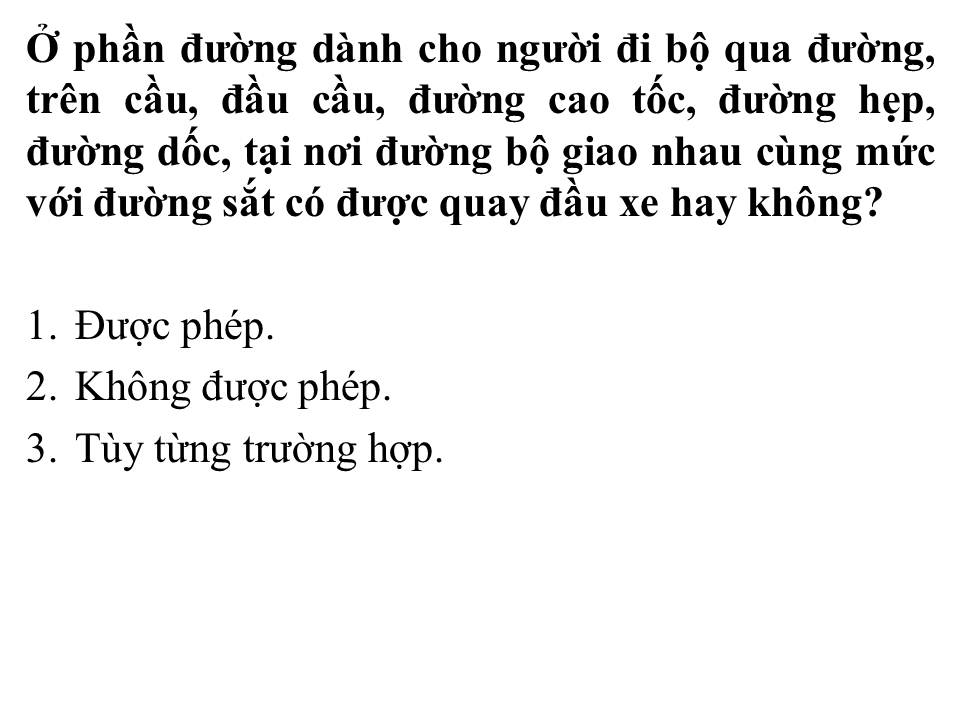 Ở phần đường dành cho người đi bộ qua đường,
trên cầu, đầu cầu, đường cao tốc, đường hẹp,
đường dốc, tại nơi đường bộ giao nhau cùng mức
với đường sắt có được quay đầu xe hay không?
1. Được phép.
2. Không được phép.
3. Tùy từng trường hợp.